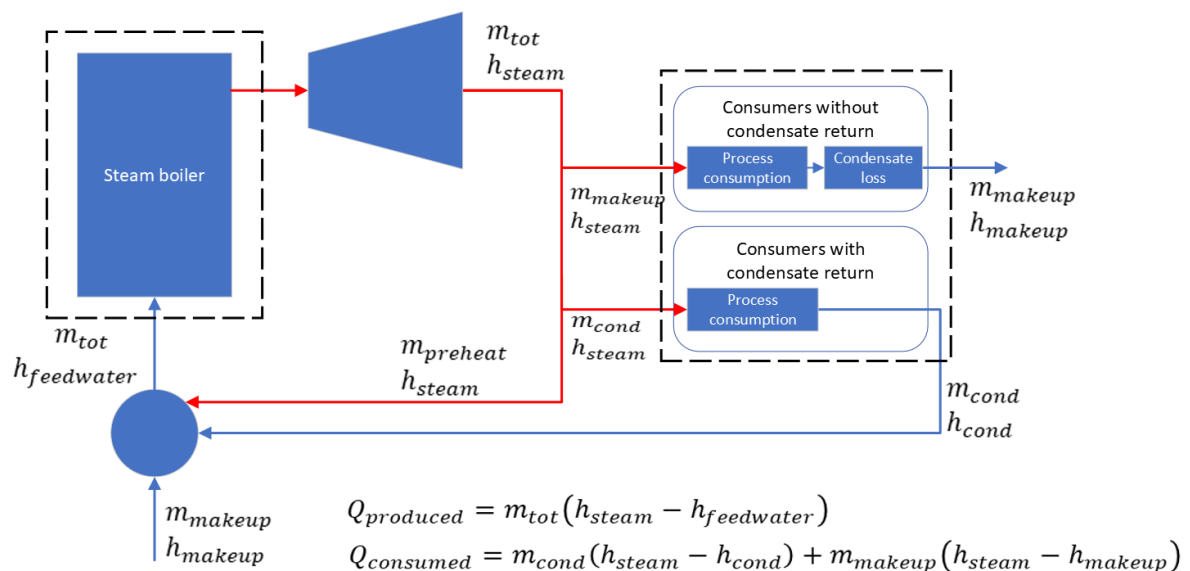 m_tot
h_steam
Steam boiler
Consumers without
condensate return
Process
consumption
Condensate
loss
m_makeup
h_steam
m_makeup
h_makeup
Consumers with
condensate return
Process
consumption
m_cond
h_steam
m_tot
h_feedwater
m_preheat
h_steam
m_cond
h_cond
m_makeup
h_makeup
Q_produced = m_tot(h_steam − h_feedwater)
Q_consumed = m_cond(h_steam − h_cond) + m_makeup(h_steam − h_makeup)